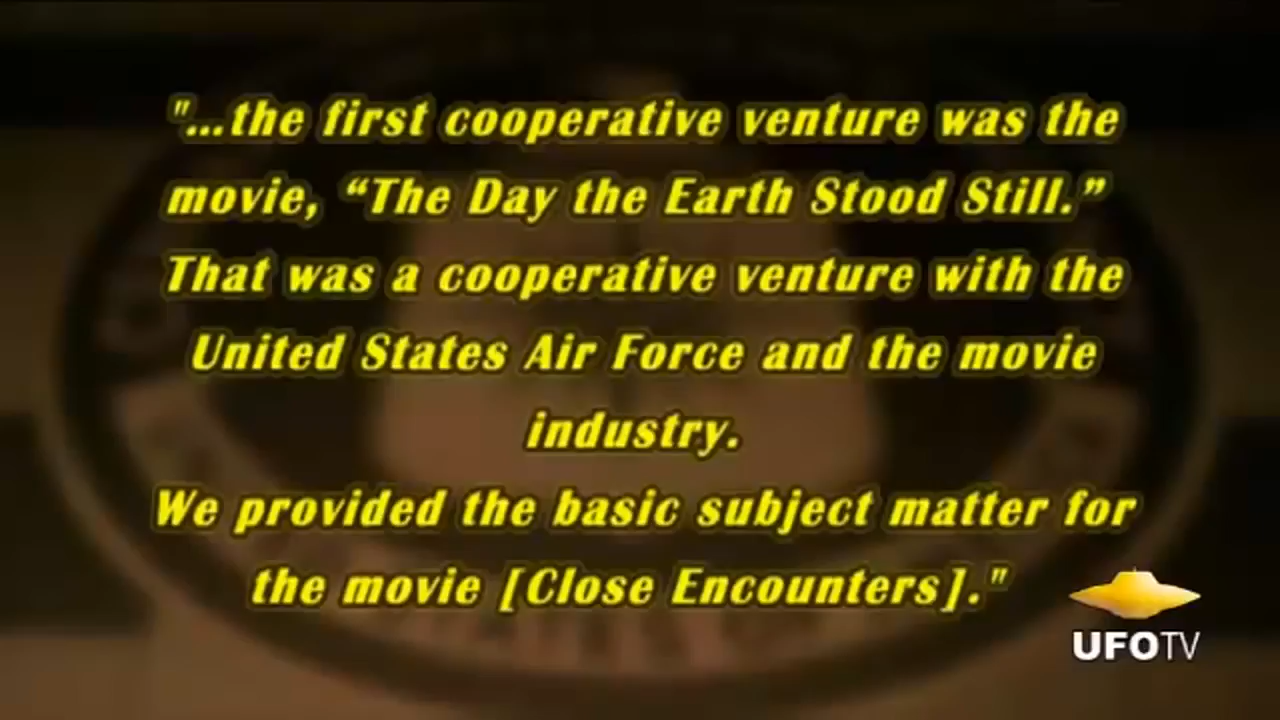 "...the first cooperative venture was the
movie, “The Day the Earth Stood Still.”
That was a cooperative venture with the
United States Air Force and the movie
industry.
We provided the basic subject matter for
the movie [Close Encounters]."
UFOTV